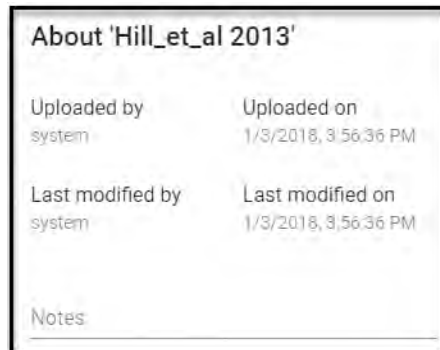 About 'Hill_et_al 2013'
Uploaded by Uploaded on
system 1/3/2018, 3:56:36 PM
Last modified by Last modified on
system 1/3/2018, 3:56:36 PM
Notes